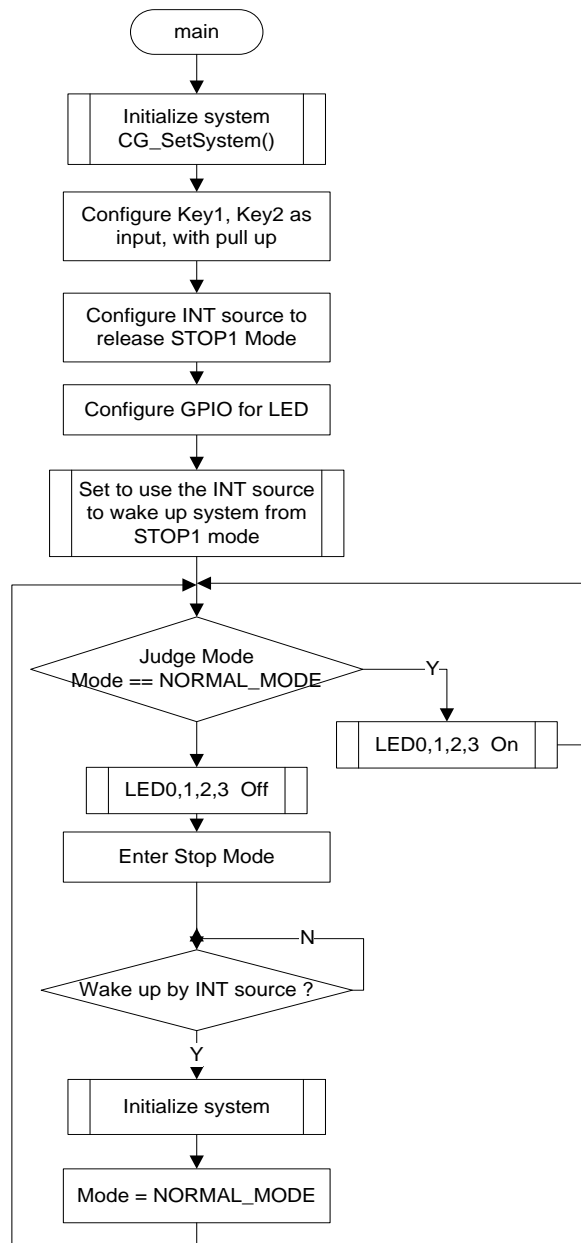 main
Initialize system
CG_SetSystem()
Configure Key1, Key2 as
input, with pull up
Configure INT source to
release STOP1 Mode
Configure GPIO for LED
Set to use the INT source
to wake up system from
STOP1 mode
Judge Mode
Mode == NORMAL_MODE
Y
LED0,1,2,3  On
LED0,1,2,3  Off
Enter Stop Mode
N
Wake up by INT source ?
Y
Initialize system
Mode = NORMAL_MODE